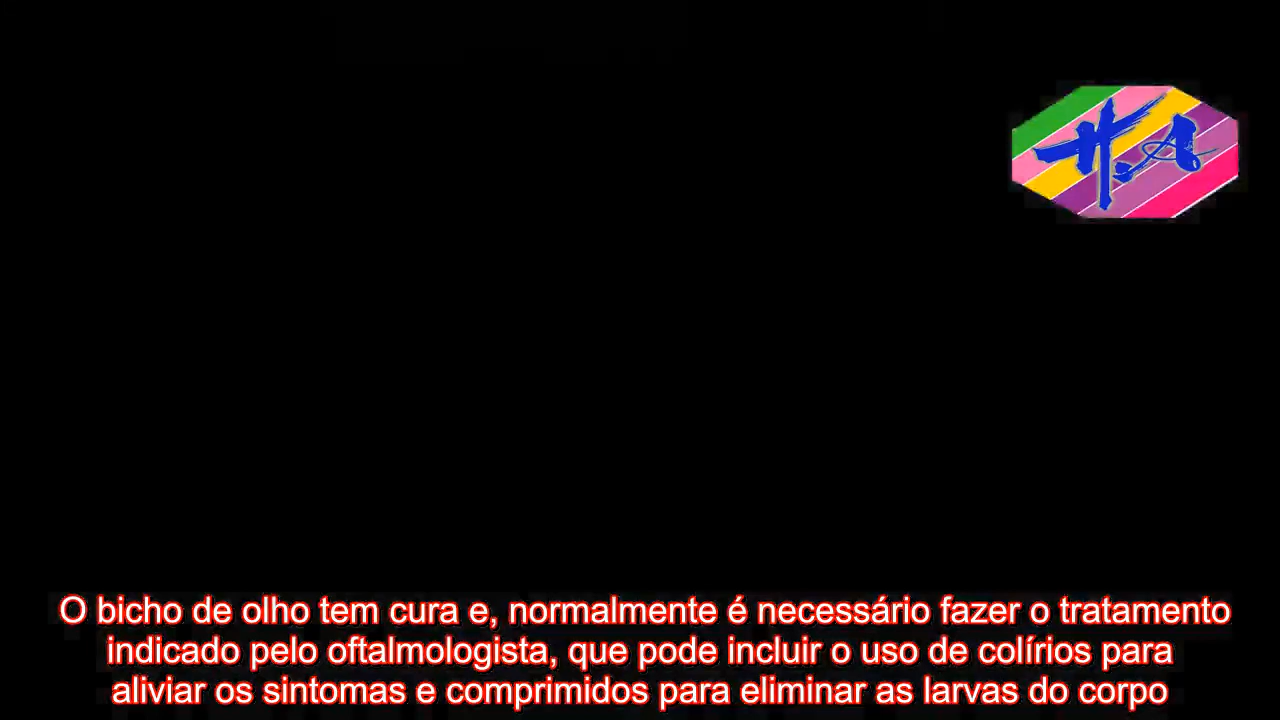 H.A
O bicho de olho tem cura e, normalmente é necessário fazer o tratamento
indicado pelo oftalmologista, que pode incluir o uso de colírios para
aliviar os sintomas e comprimidos para eliminar as larvas do corpo